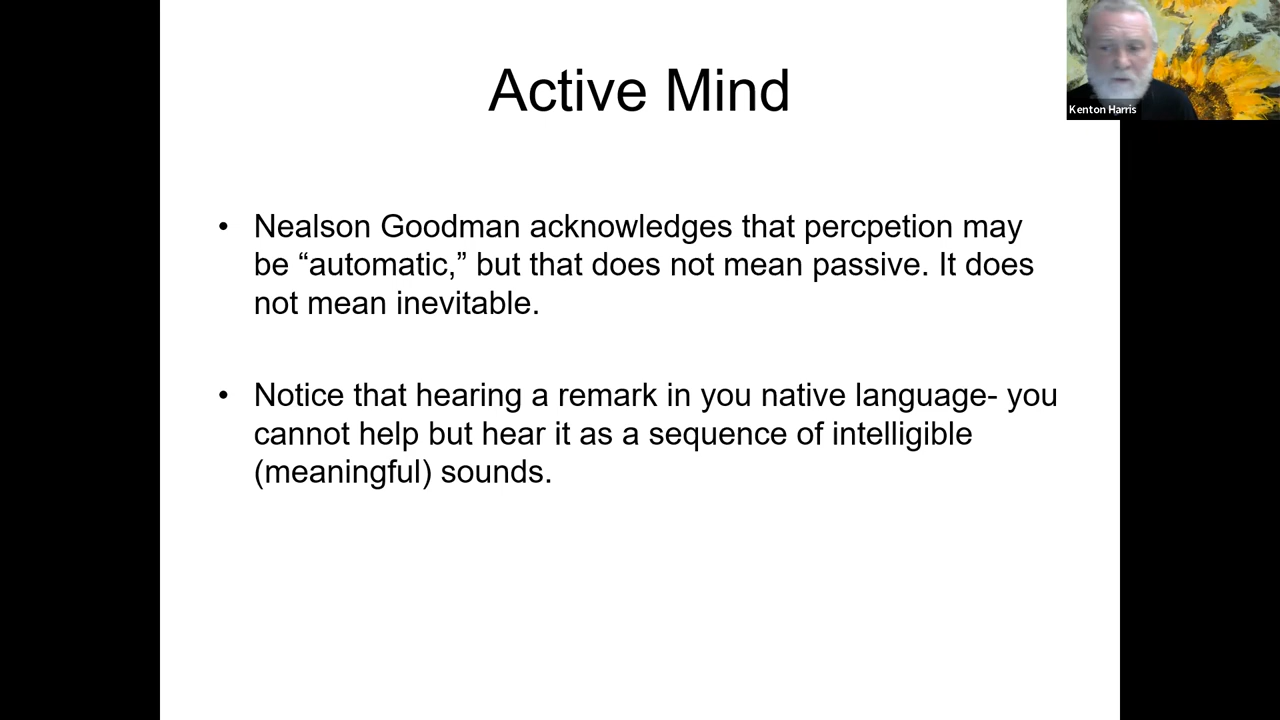 Active Mind
Kenton Harris
• Nealson Goodman acknowledges that percpetion may
be “automatic,” but that does not mean passive. It does
not mean inevitable.
• Notice that hearing a remark in you native language- you
cannot help but hear it as a sequence of intelligible
(meaningful) sounds.